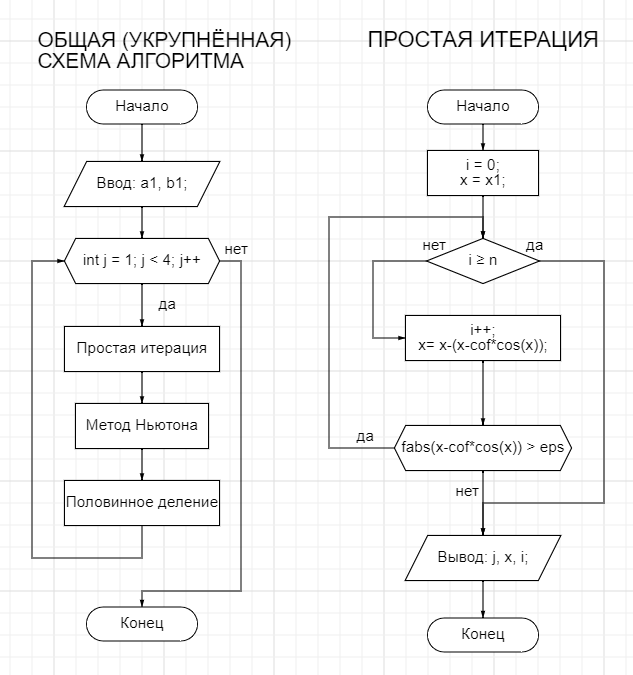 ОБЩАЯ (УКРУПНЁННАЯ)
СХЕМА АЛГОРИТМА
Начало
Ввод: a1, b1;
int j = 1; j < 4; j++
нет
да
Простая итерация
Метод Ньютона
Половинное деление
Конец
ПРОСТАЯ ИТЕРАЦИЯ
Начало
i = 0;
x = x1;
нет
да
i ≥ n
i++;
x= x-(x-cof*cos(x));
да
fabs(x-cof*cos(x)) > eps
нет
Вывод: j, x, i;
Конец